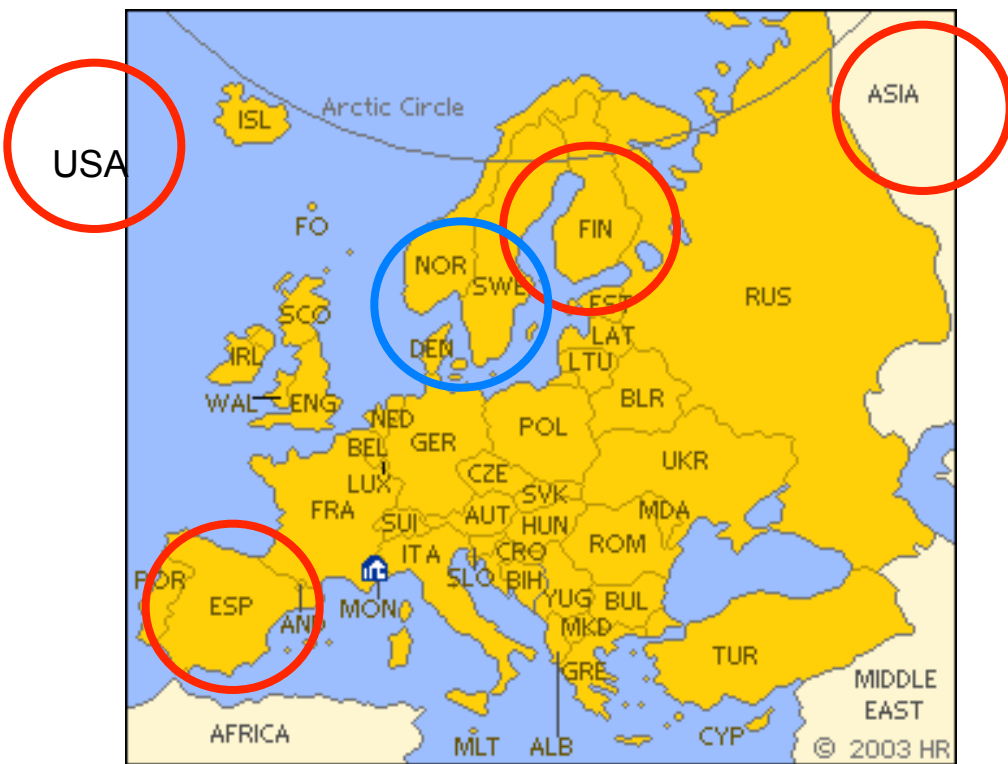 ASIA
ISL
Arctic Circle
USA
FO
FIN
NOR
SWE
RUS
EST
SCO
LAT
DEN
IRL
LTU
BLR
WAL
ENG
NED
POL
GER
BEL
UKR
CZE
LUX
SVK
FRA
MDA
AUT
SUI
HUN
ROM
ITA
CRO
POR
SLO
BIH
ESP
MON
YUG
BUL
AND
MKD
TUR
GRE
MIDDLE
EAST
AFRICA
CYP
MLT
ALB
© 2003 HR